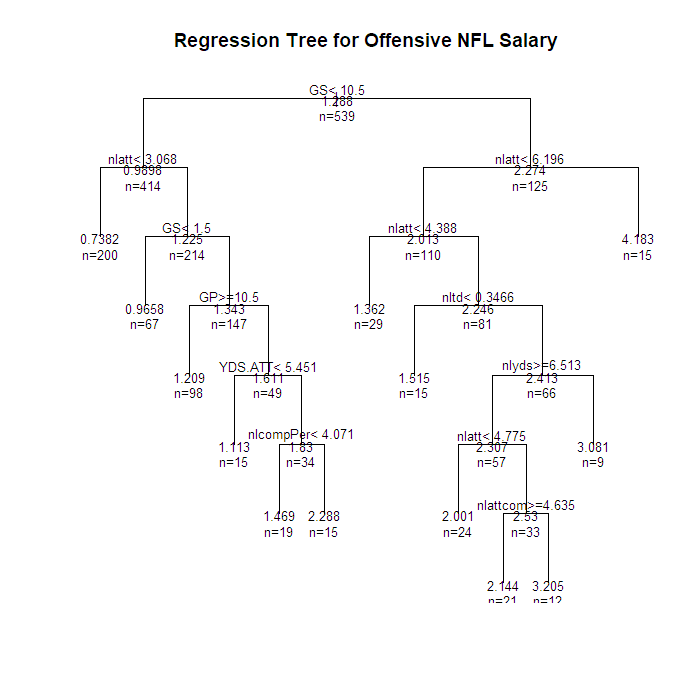 Regression Tree for Offensive NFL Salary
GS< 10.5
1.288
n=539
nlatt< 3.068
0.9898
n=414
nlatt< 6.196
2.274
n=125
0.7382
n=200
GS< 1.5
1.225
n=214
nlatt< 4.388
2.013
n=110
4.183
n=15
0.9658
n=67
GP>=10.5
1.343
n=147
1.362
n=29
nltd< 0.3466
2.246
n=81
1.209
n=98
YDS.ATT< 5.451
1.611
n=49
1.515
n=15
nlyds>=6.513
2.413
n=66
1.113
n=15
nlcompPer< 4.071
1.83
n=34
nlatt< 4.775
2.307
n=57
3.081
n=9
1.469
n=19
2.288
n=15
2.001
n=24
nlattcom>=4.635
2.53
n=33
2.144
n=21
3.205
n=12